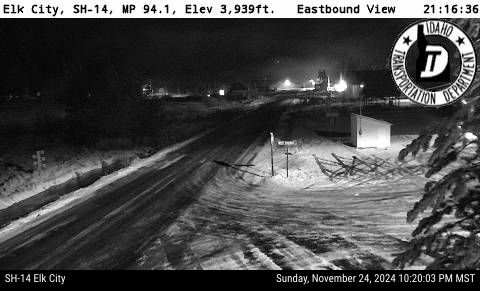 Elk City, SH-14, MP 94.1, Elev 3,939ft. Eastbound View 21:16:36
IDAHO
TRANSPORTATION DEPARTMENT
SH-14 Elk City
Sunday, November 24, 2024 10:20:03 PM MST